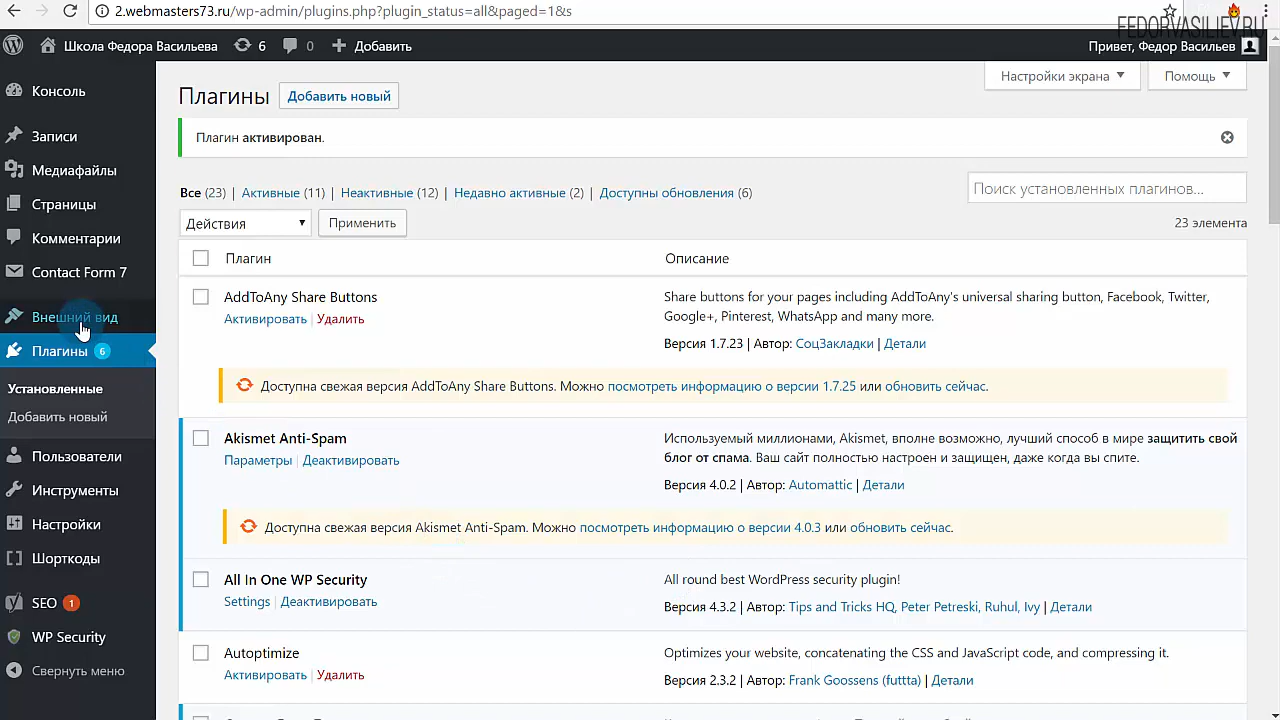 2.webmasters73.ru/wp-admin/plugins.php?plugin_status=all&paged=1&s
FEDORVASILIEV.RU
Школа Федора Васильева 6 0 Добавить Привет, Федор Васильев
Консоль
Записи
Медиафайлы
Страницы
Комментарии
Contact Form 7
Внешний вид
Плагины 6
Установленные
Добавить новый
Пользователи
Инструменты
Настройки
Шорткоды
SEO 1
WP Security
Свернуть меню
Настройки экрана Помощь
Плагины Добавить новый
Плагин активирован.
Все (23) | Активные (11) | Неактивные (12) | Недавно активные (2) | Доступны обновления (6)
Поиск установленных плагинов...
Действия Применить
23 элемента
Плагин Описание
AddToAny Share Buttons
Активировать | Удалить
Share buttons for your pages including AddToAny's universal sharing button, Facebook, Twitter,
Google+, Pinterest, WhatsApp and many more.
Версия 1.7.23 | Автор: СоцЗакладки | Детали
Доступна свежая версия AddToAny Share Buttons. Можно посмотреть информацию о версии 1.7.25 или обновить сейчас.
Akismet Anti-Spam
Параметры | Деактивировать
Используемый миллионами, Akismet, вполне возможно, лучший способ в мире защитить свой
блог от спама. Ваш сайт полностью настроен и защищен, даже когда вы спите.
Версия 4.0.2 | Автор: Automattic | Детали
Доступна свежая версия Akismet Anti-Spam. Можно посмотреть информацию о версии 4.0.3 или обновить сейчас.
All In One WP Security
Settings | Деактивировать
All round best WordPress security plugin!
Версия 4.3.2 | Автор: Tips and Tricks HQ, Peter Petreski, Ruhul, Ivy | Детали
Autoptimize
Активировать | Удалить
Optimizes your website, concatenating the CSS and JavaScript code, and compressing it.
Версия 2.3.2 | Автор: Frank Goossens (futtta) | Детали